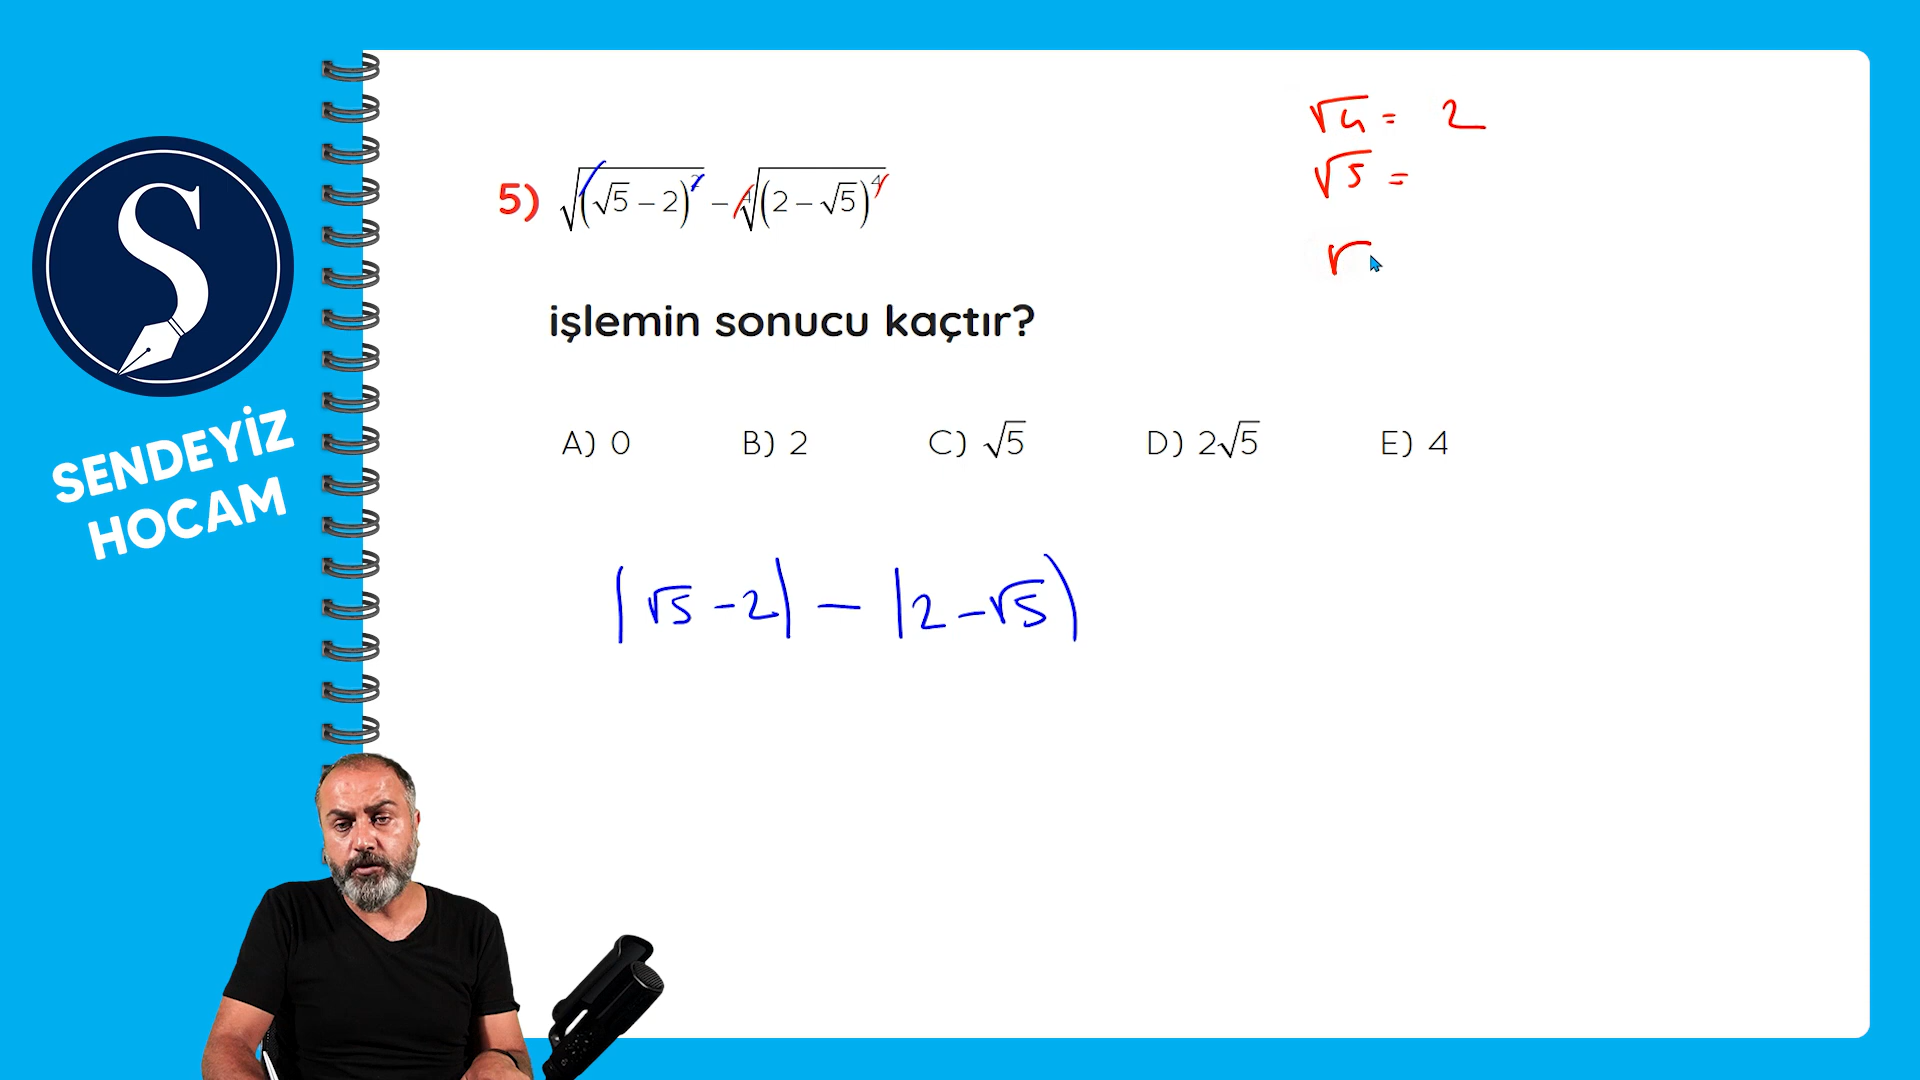 SENDEYİZ
HOCAM
5) √(√5 − 2)² − ⁴√(2 − √5)⁴
işlemin sonucu kaçtır?
A) 0 B) 2 C) √5 D) 2√5 E) 4
|√5 − 2| − |2 − √5|
√4 = 2
√5 =
√